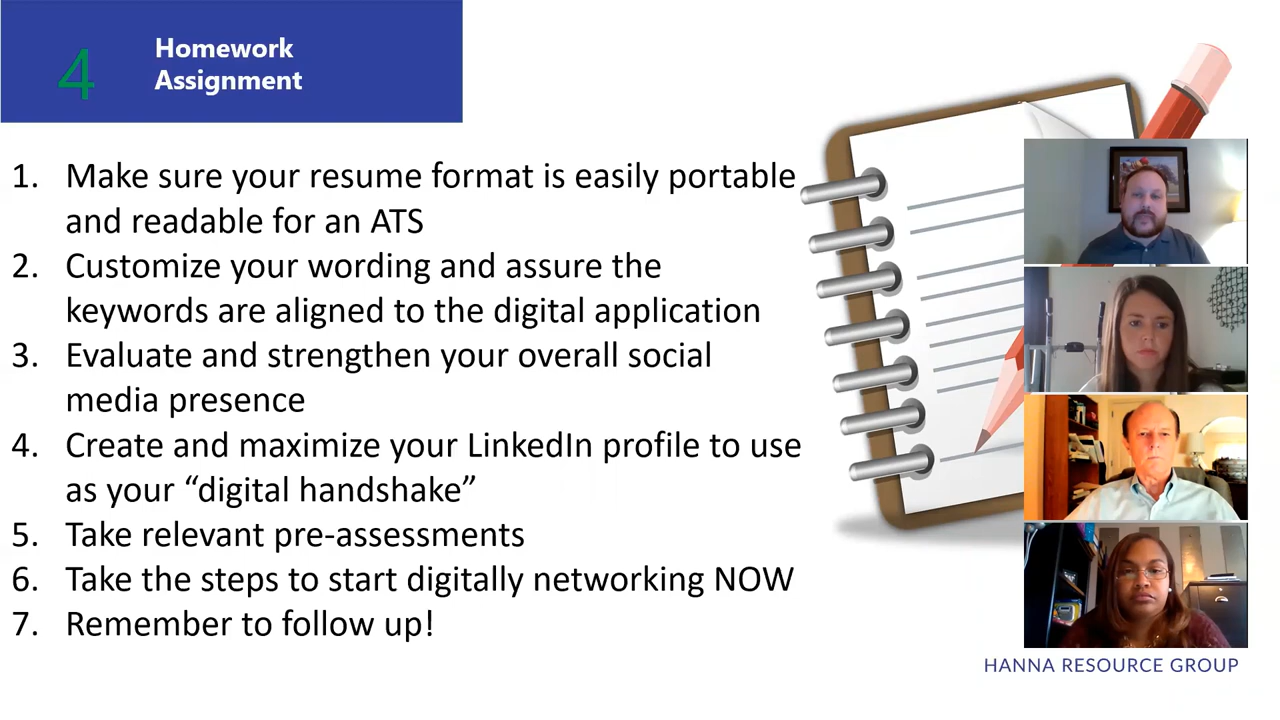 4
Homework
Assignment
1. Make sure your resume format is easily portable
and readable for an ATS
2. Customize your wording and assure the
keywords are aligned to the digital application
3. Evaluate and strengthen your overall social
media presence
4. Create and maximize your LinkedIn profile to use
as your “digital handshake”
5. Take relevant pre-assessments
6. Take the steps to start digitally networking NOW
7. Remember to follow up!
HANNA RESOURCE GROUP